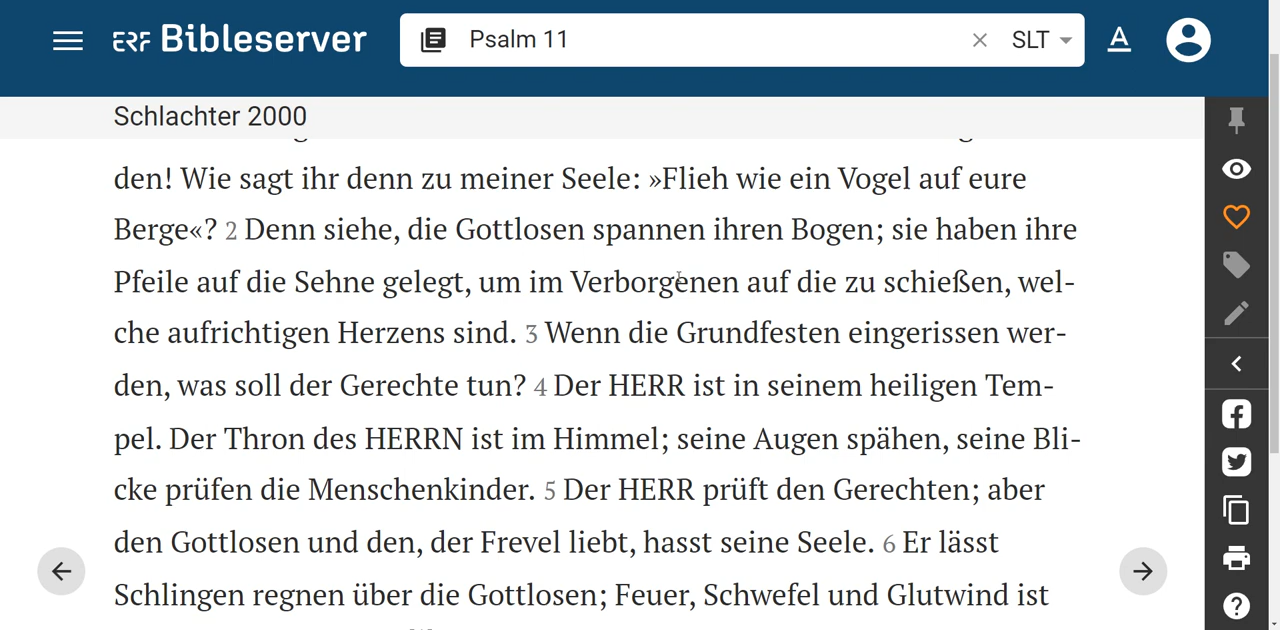 ERF Bibleserver
Psalm 11
SLT
A
Schlachter 2000
den! Wie sagt ihr denn zu meiner Seele: »Flieh wie ein Vogel auf eure
Berge«? 2 Denn siehe, die Gottlosen spannen ihren Bogen; sie haben ihre
Pfeile auf die Sehne gelegt, um im Verborgenen auf die zu schießen, wel-
che aufrichtigen Herzens sind. 3 Wenn die Grundfesten eingerissen wer-
den, was soll der Gerechte tun? 4 Der HERR ist in seinem heiligen Tem-
pel. Der Thron des HERRN ist im Himmel; seine Augen spähen, seine Bli-
cke prüfen die Menschenkinder. 5 Der HERR prüft den Gerechten; aber
den Gottlosen und den, der Frevel liebt, hasst seine Seele. 6 Er lässt
Schlingen regnen über die Gottlosen; Feuer, Schwefel und Glutwind ist